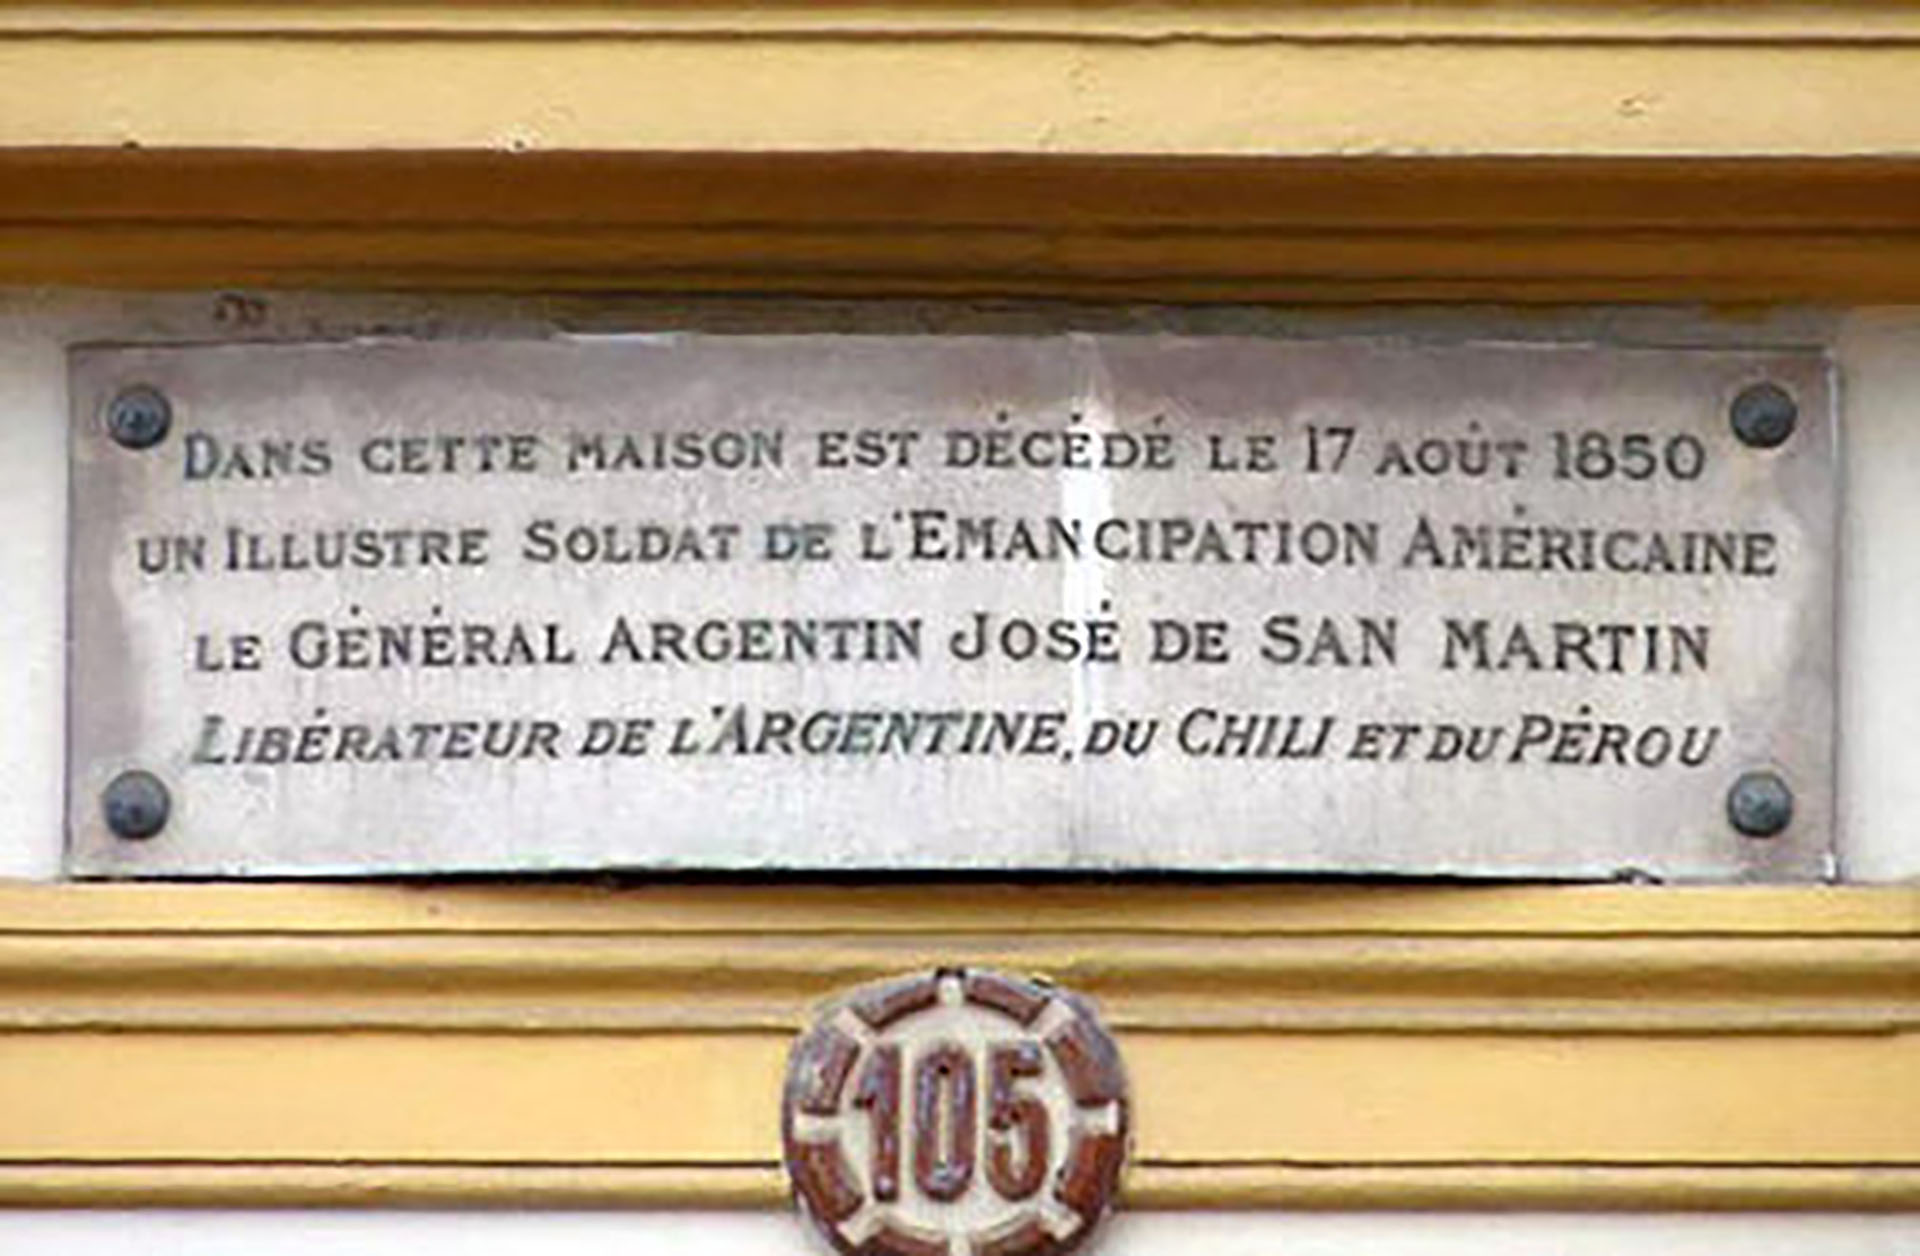 DANS CETTE MAISON EST DÉCÉDÉ LE 17 AOÛT 1850
UN ILLUSTRE SOLDAT DE L'EMANCIPATION AMÉRICAINE
LE GÉNÉRAL ARGENTIN JOSÉ DE SAN MARTIN
LIBÉRATEUR DE L'ARGENTINE, DU CHILI ET DU PÉROU
105